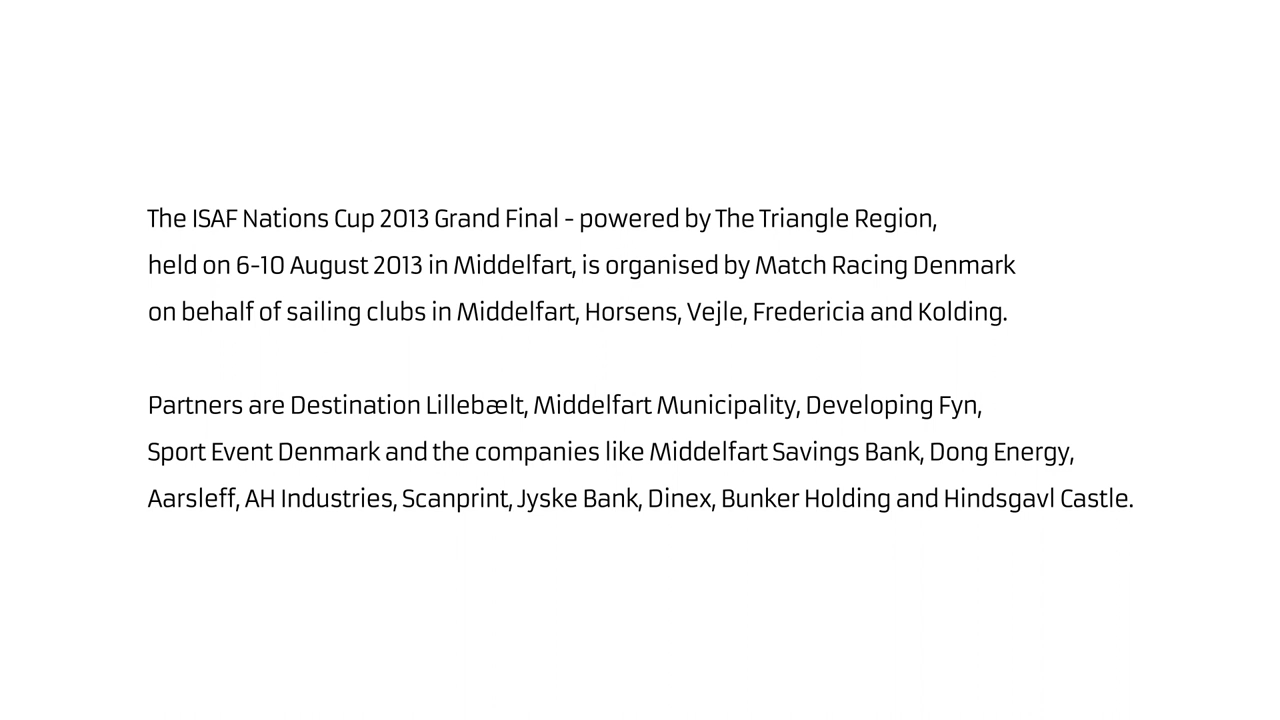 The ISAF Nations Cup 2013 Grand Final - powered by The Triangle Region,
held on 6-10 August 2013 in Middelfart, is organised by Match Racing Denmark
on behalf of sailing clubs in Middelfart, Horsens, Vejle, Fredericia and Kolding.
Partners are Destination Lillebælt, Middelfart Municipality, Developing Fyn,
Sport Event Denmark and the companies like Middelfart Savings Bank, Dong Energy,
Aarsleff, AH Industries, Scanprint, Jyske Bank, Dinex, Bunker Holding and Hindsgavl Castle.